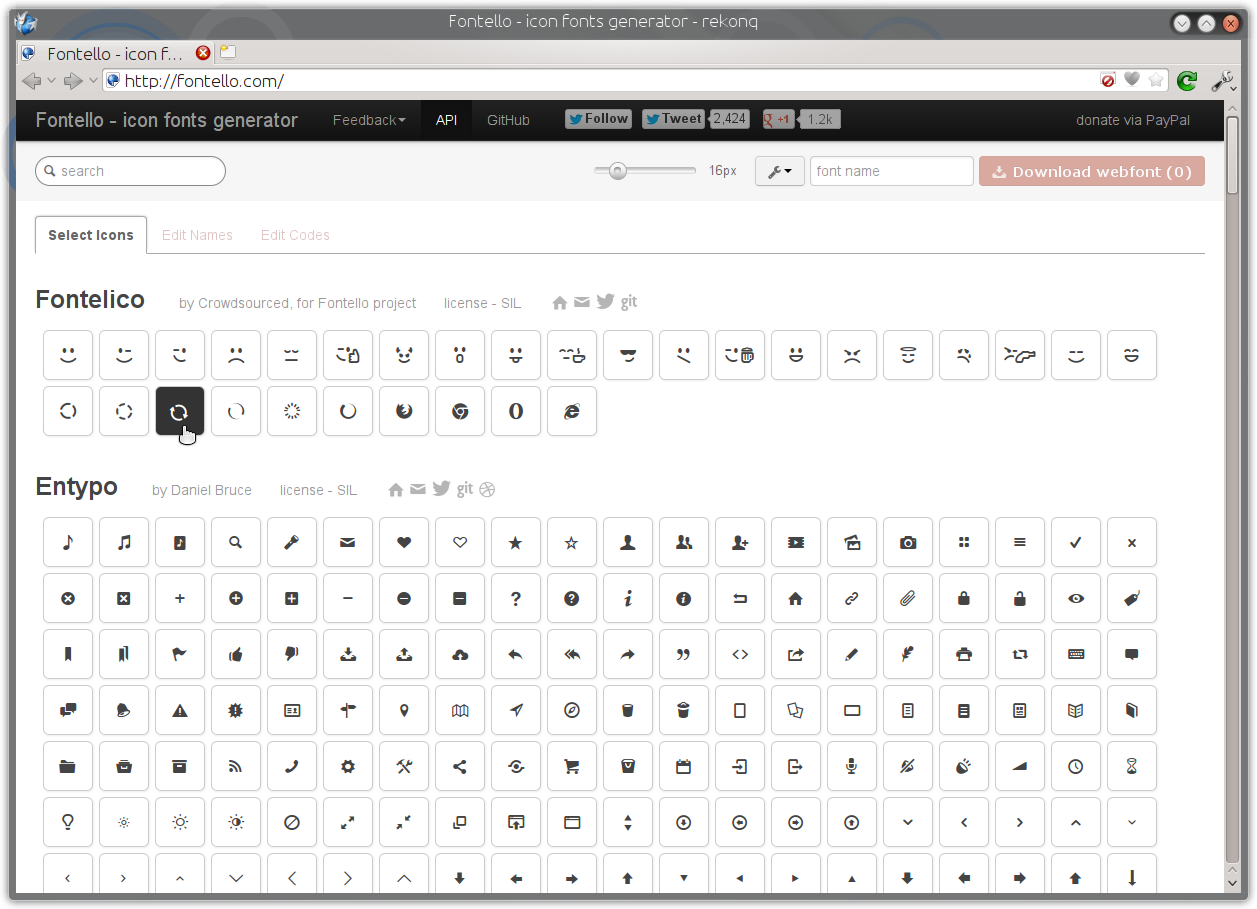 Fontello - icon fonts generator - rekonq
Fontello - icon f...
http://fontello.com/
Fontello - icon fonts generator
Feedback
API
GitHub
Follow
Tweet
2,424
g +1
1.2k
donate via PayPal
search
16px
font name
Download webfont (0)
Select Icons
Edit Names
Edit Codes
Fontelico
by Crowdsourced, for Fontello project
license - SIL
git
Entypo
by Daniel Bruce
license - SIL
git